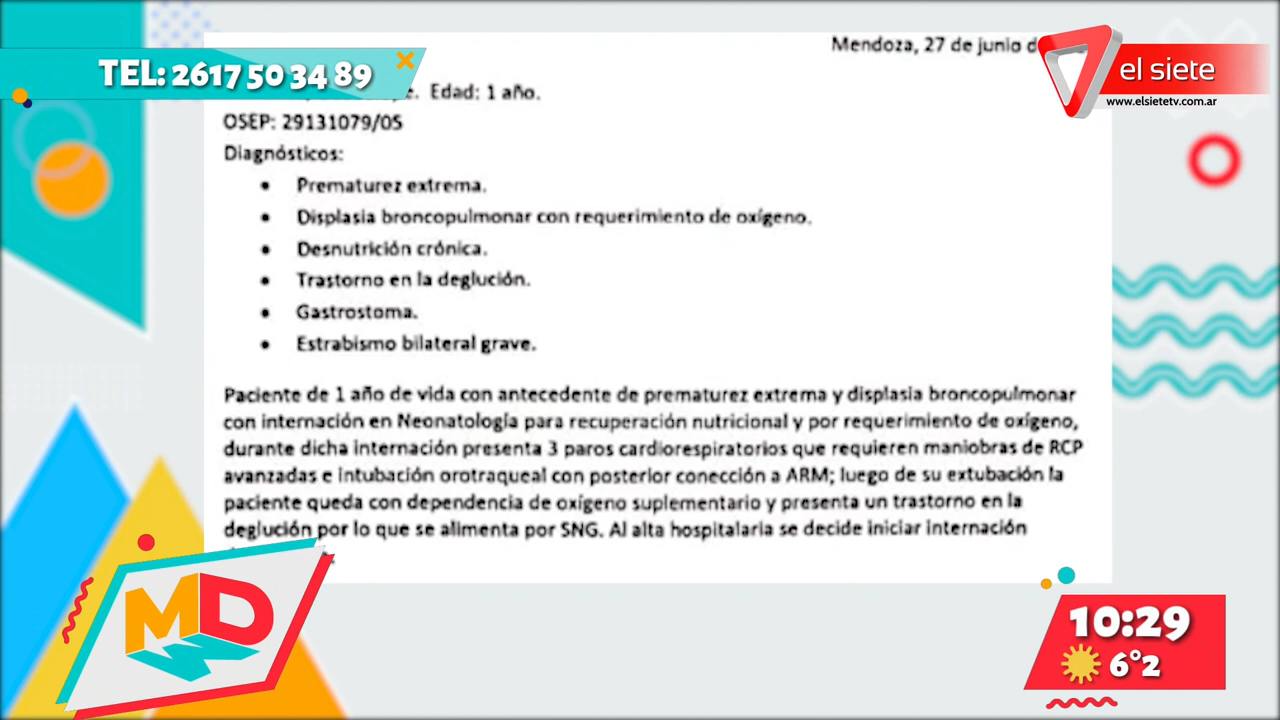 TEL: 2617 50 34 89
Mendoza, 27 de junio
el siete
www.elsietetv.com.ar
Edad: 1 año.
OSEP: 29131079/05
Diagnósticos:
• Prematurez extrema.
• Displasia broncopulmonar con requerimiento de oxígeno.
• Desnutrición crónica.
• Trastorno en la deglución.
• Gastrostoma.
• Estrabismo bilateral grave.
Paciente de 1 año de vida con antecedente de prematurez extrema y displasia broncopulmonar
con internación en Neonatología para recuperación nutricional y por requerimiento de oxígeno,
durante dicha internación presenta 3 paros cardiorespiratorios que requieren maniobras de RCP
avanzadas e intubación orotraqueal con posterior conección a ARM; luego de su extubación la
paciente queda con dependencia de oxígeno suplementario y presenta un trastorno en la
deglución por lo que se alimenta por SNG. Al alta hospitalaria se decide iniciar internación
MD
10:29
6°2